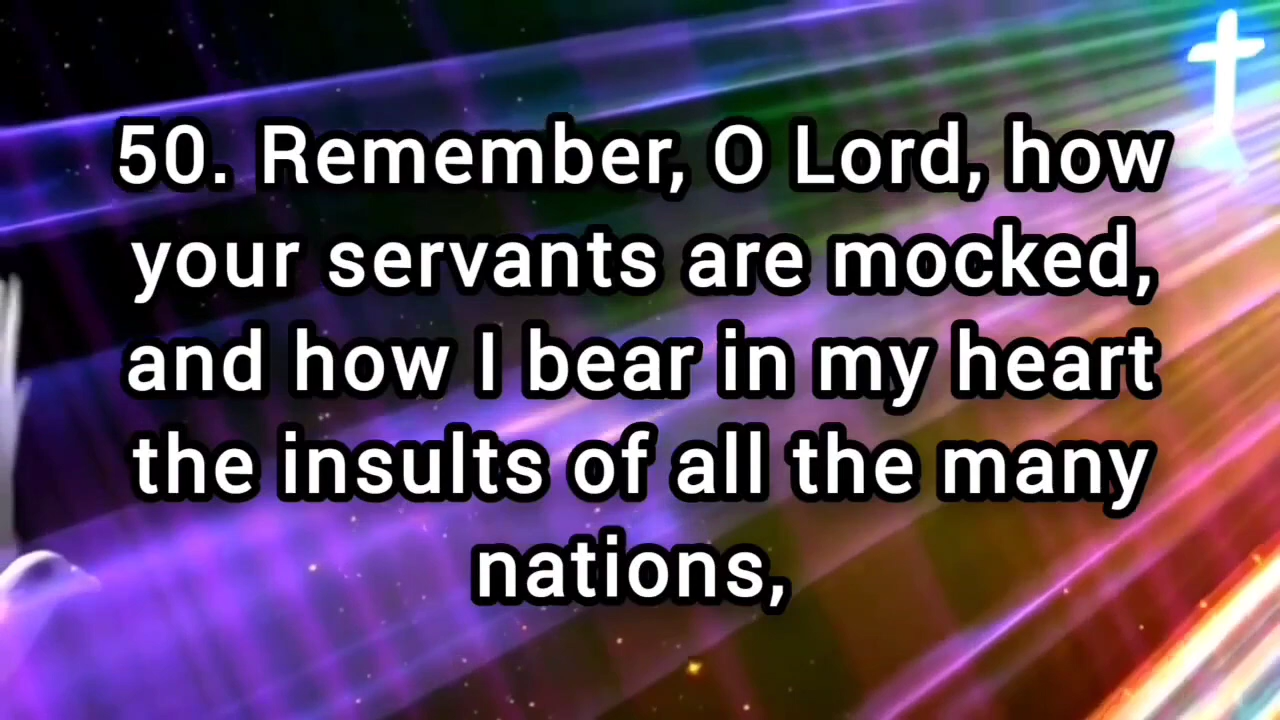 50. Remember, O Lord, how
your servants are mocked,
and how I bear in my heart
the insults of all the many
nations,